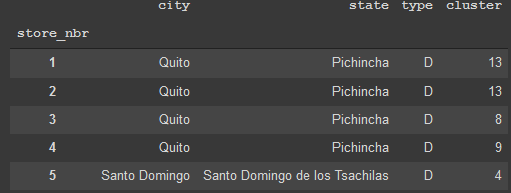 city state type cluster
store_nbr
1 Quito Pichincha D 13
2 Quito Pichincha D 13
3 Quito Pichincha D 8
4 Quito Pichincha D 9
5 Santo Domingo Santo Domingo de los Tsachilas D 4